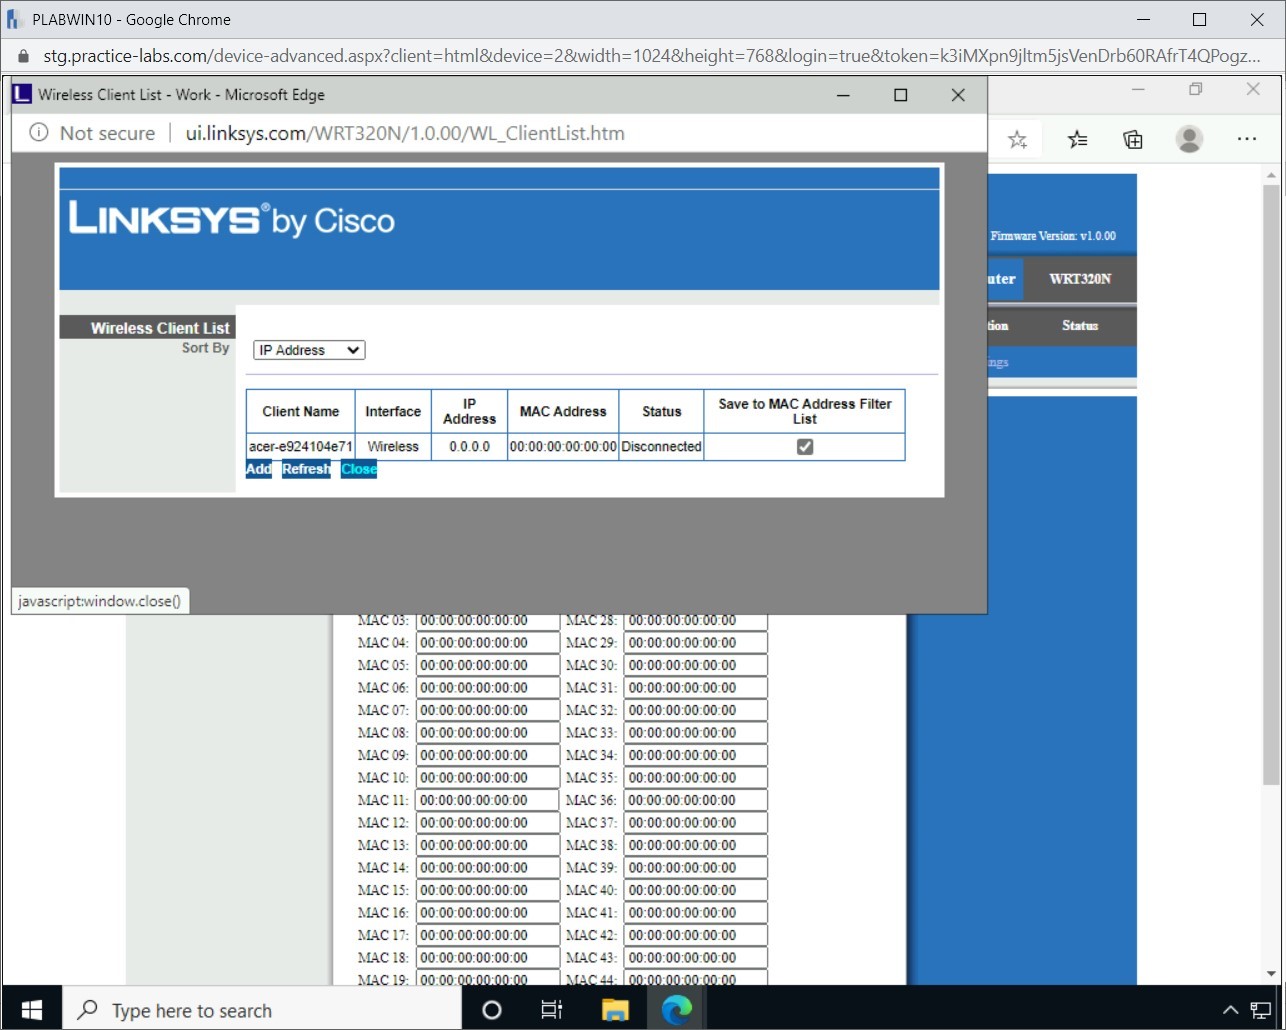 PLABWIN10 - Google Chrome
stg.practice-labs.com/device-advanced.aspx?client=html&device=2&width=1024&height=768&login=true&token=k3iMXpn9jltm5jsVenDrb60RAfrT4QPogz...
Wireless Client List - Work - Microsoft Edge
Not secure ui.linksys.com/WRT320N/1.0.00/WL_ClientList.htm
LINKSYS® by Cisco
Firmware Version: v1.0.00
uter WRT320N
tion Status
ings
Wireless Client List
Sort By IP Address
Client Name Interface IP Address MAC Address Status Save to MAC Address Filter List
acer-e924104e71 Wireless 0.0.0.0 00:00:00:00:00:00 Disconnected
Add Refresh Close
javascript:window.close()
MAC 03: 00:00:00:00:00:00 MAC 28: 00:00:00:00:00:00
MAC 04: 00:00:00:00:00:00 MAC 29: 00:00:00:00:00:00
MAC 05: 00:00:00:00:00:00 MAC 30: 00:00:00:00:00:00
MAC 06: 00:00:00:00:00:00 MAC 31: 00:00:00:00:00:00
MAC 07: 00:00:00:00:00:00 MAC 32: 00:00:00:00:00:00
MAC 08: 00:00:00:00:00:00 MAC 33: 00:00:00:00:00:00
MAC 09: 00:00:00:00:00:00 MAC 34: 00:00:00:00:00:00
MAC 10: 00:00:00:00:00:00 MAC 35: 00:00:00:00:00:00
MAC 11: 00:00:00:00:00:00 MAC 36: 00:00:00:00:00:00
MAC 12: 00:00:00:00:00:00 MAC 37: 00:00:00:00:00:00
MAC 13: 00:00:00:00:00:00 MAC 38: 00:00:00:00:00:00
MAC 14: 00:00:00:00:00:00 MAC 39: 00:00:00:00:00:00
MAC 15: 00:00:00:00:00:00 MAC 40: 00:00:00:00:00:00
MAC 16: 00:00:00:00:00:00 MAC 41: 00:00:00:00:00:00
MAC 17: 00:00:00:00:00:00 MAC 42: 00:00:00:00:00:00
MAC 18: 00:00:00:00:00:00 MAC 43: 00:00:00:00:00:00
MAC 19: 00:00:00:00:00:00 MAC 44: 00:00:00:00:00:00
Type here to search